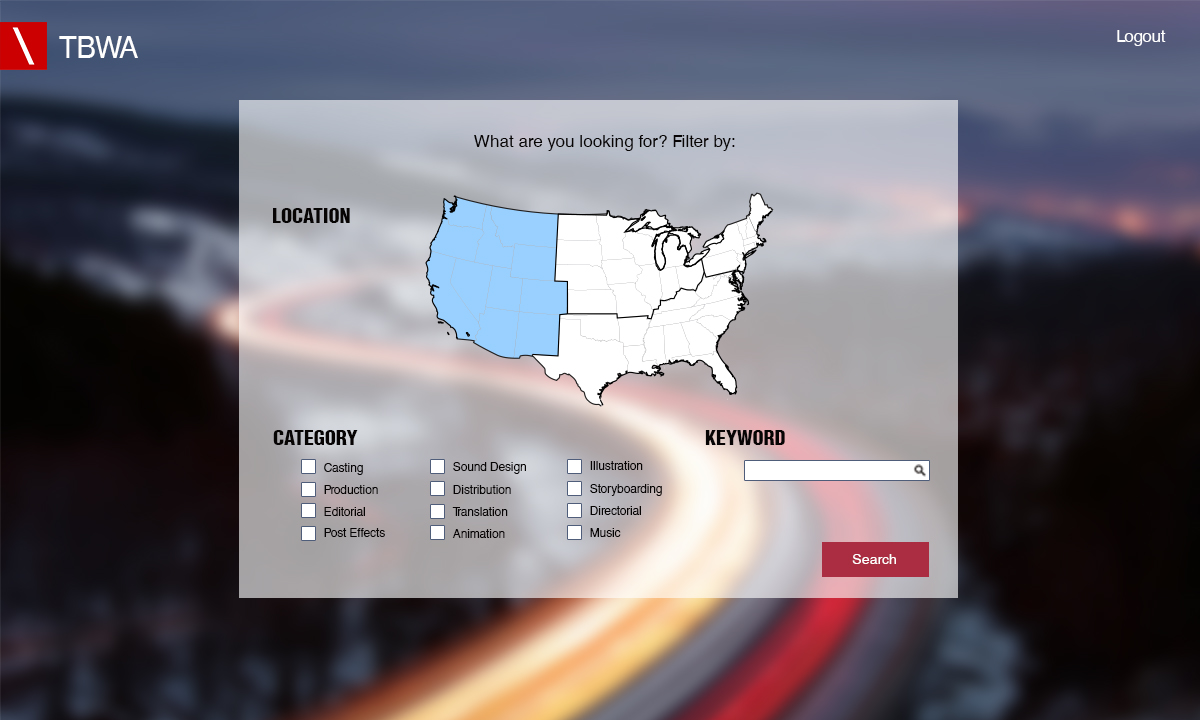 TBWA
Logout
What are you looking for? Filter by:
LOCATION
CATEGORY
KEYWORD
Casting
Sound Design
Illustration
Production
Distribution
Storyboarding
Editorial
Translation
Directorial
Post Effects
Animation
Music
Search